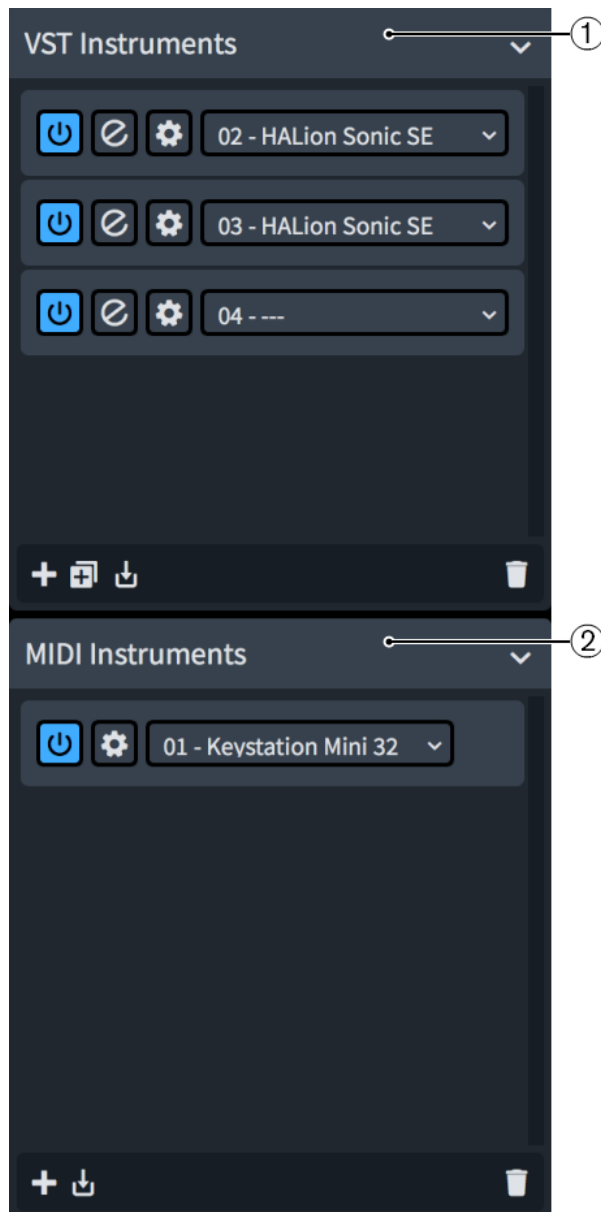 VST Instruments
1
02 - HALion Sonic SE
03 - HALion Sonic SE
04 - ---
MIDI Instruments
2
01 - Keystation Mini 32